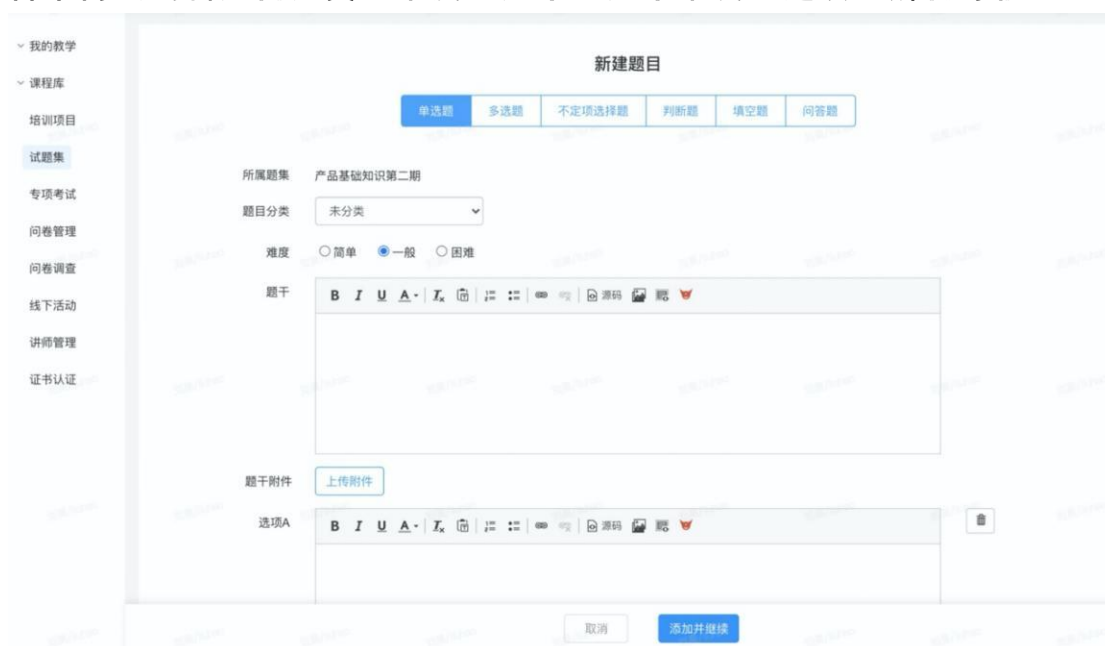 我的教学
课程库
培训项目
试题集
专项考试
问卷管理
问卷调查
线下活动
讲师管理
证书认证
新建题目
单选题 多选题 不定项选择题 判断题 填空题 问答题
所属题集 产品基础知识第二期
题目分类 未分类
难度 简单 一般 困难
题干 B I U A Tx 源码
题干附件 上传附件
选项A B I U A Tx 源码
取消 添加并继续